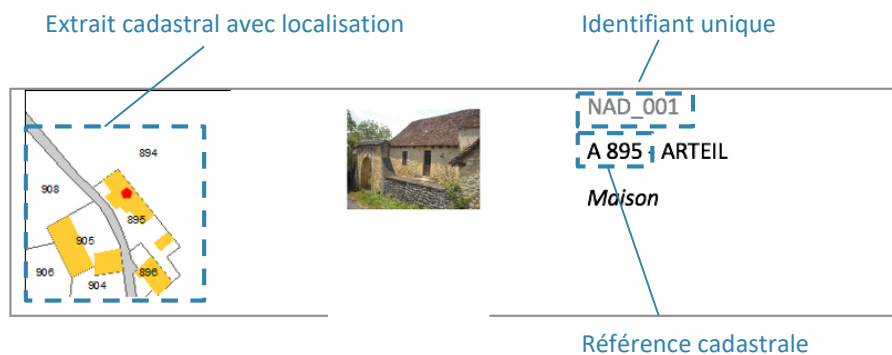 Extrait cadastral avec localisation
Identifiant unique
NAD_001
A 895 - ARTEIL
Maison
894
908
895
905
906
904
896
Référence cadastrale